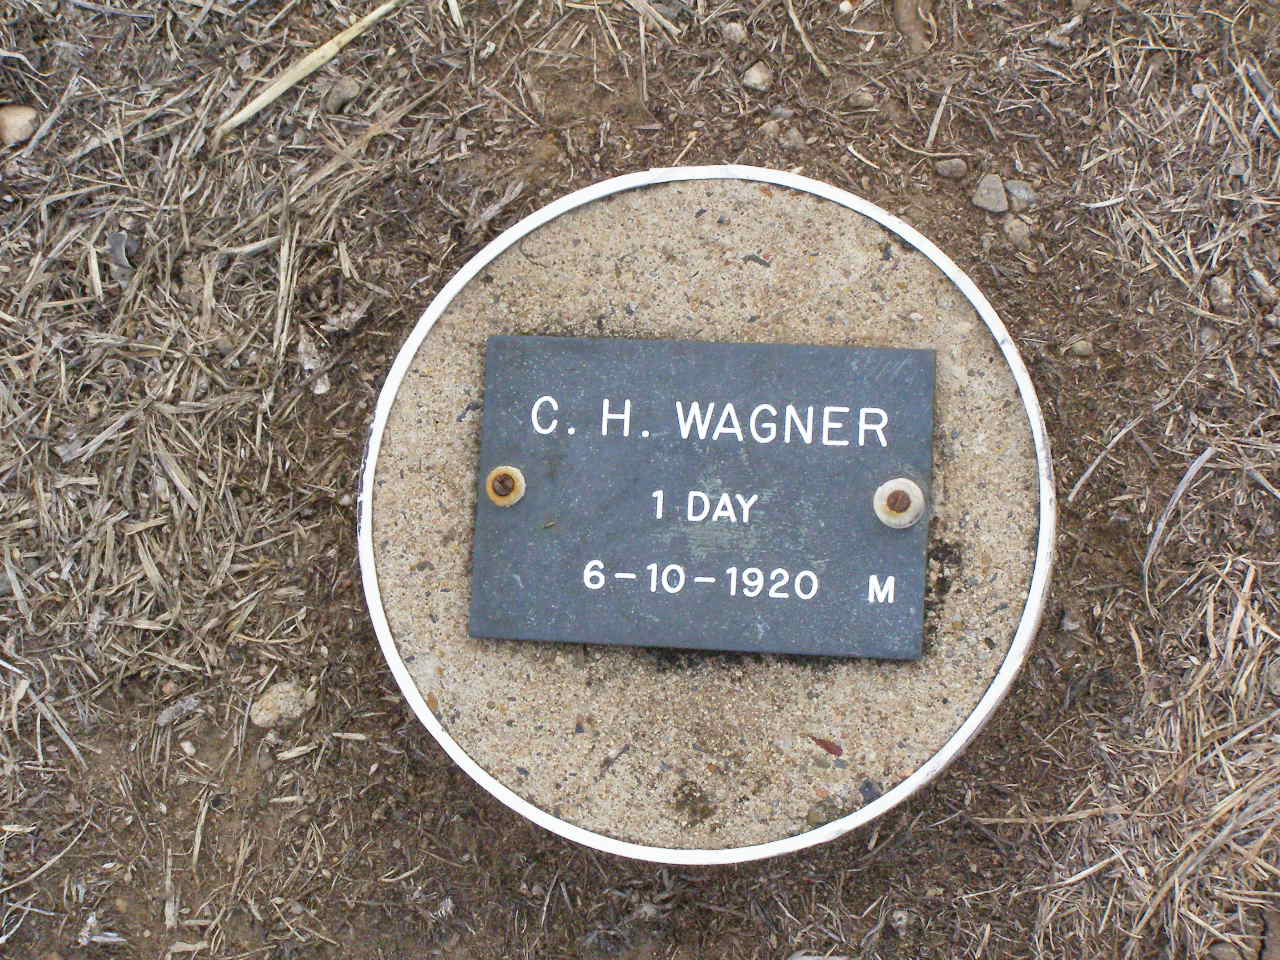 C. H. WAGNER
1 DAY
6-10-1920 M